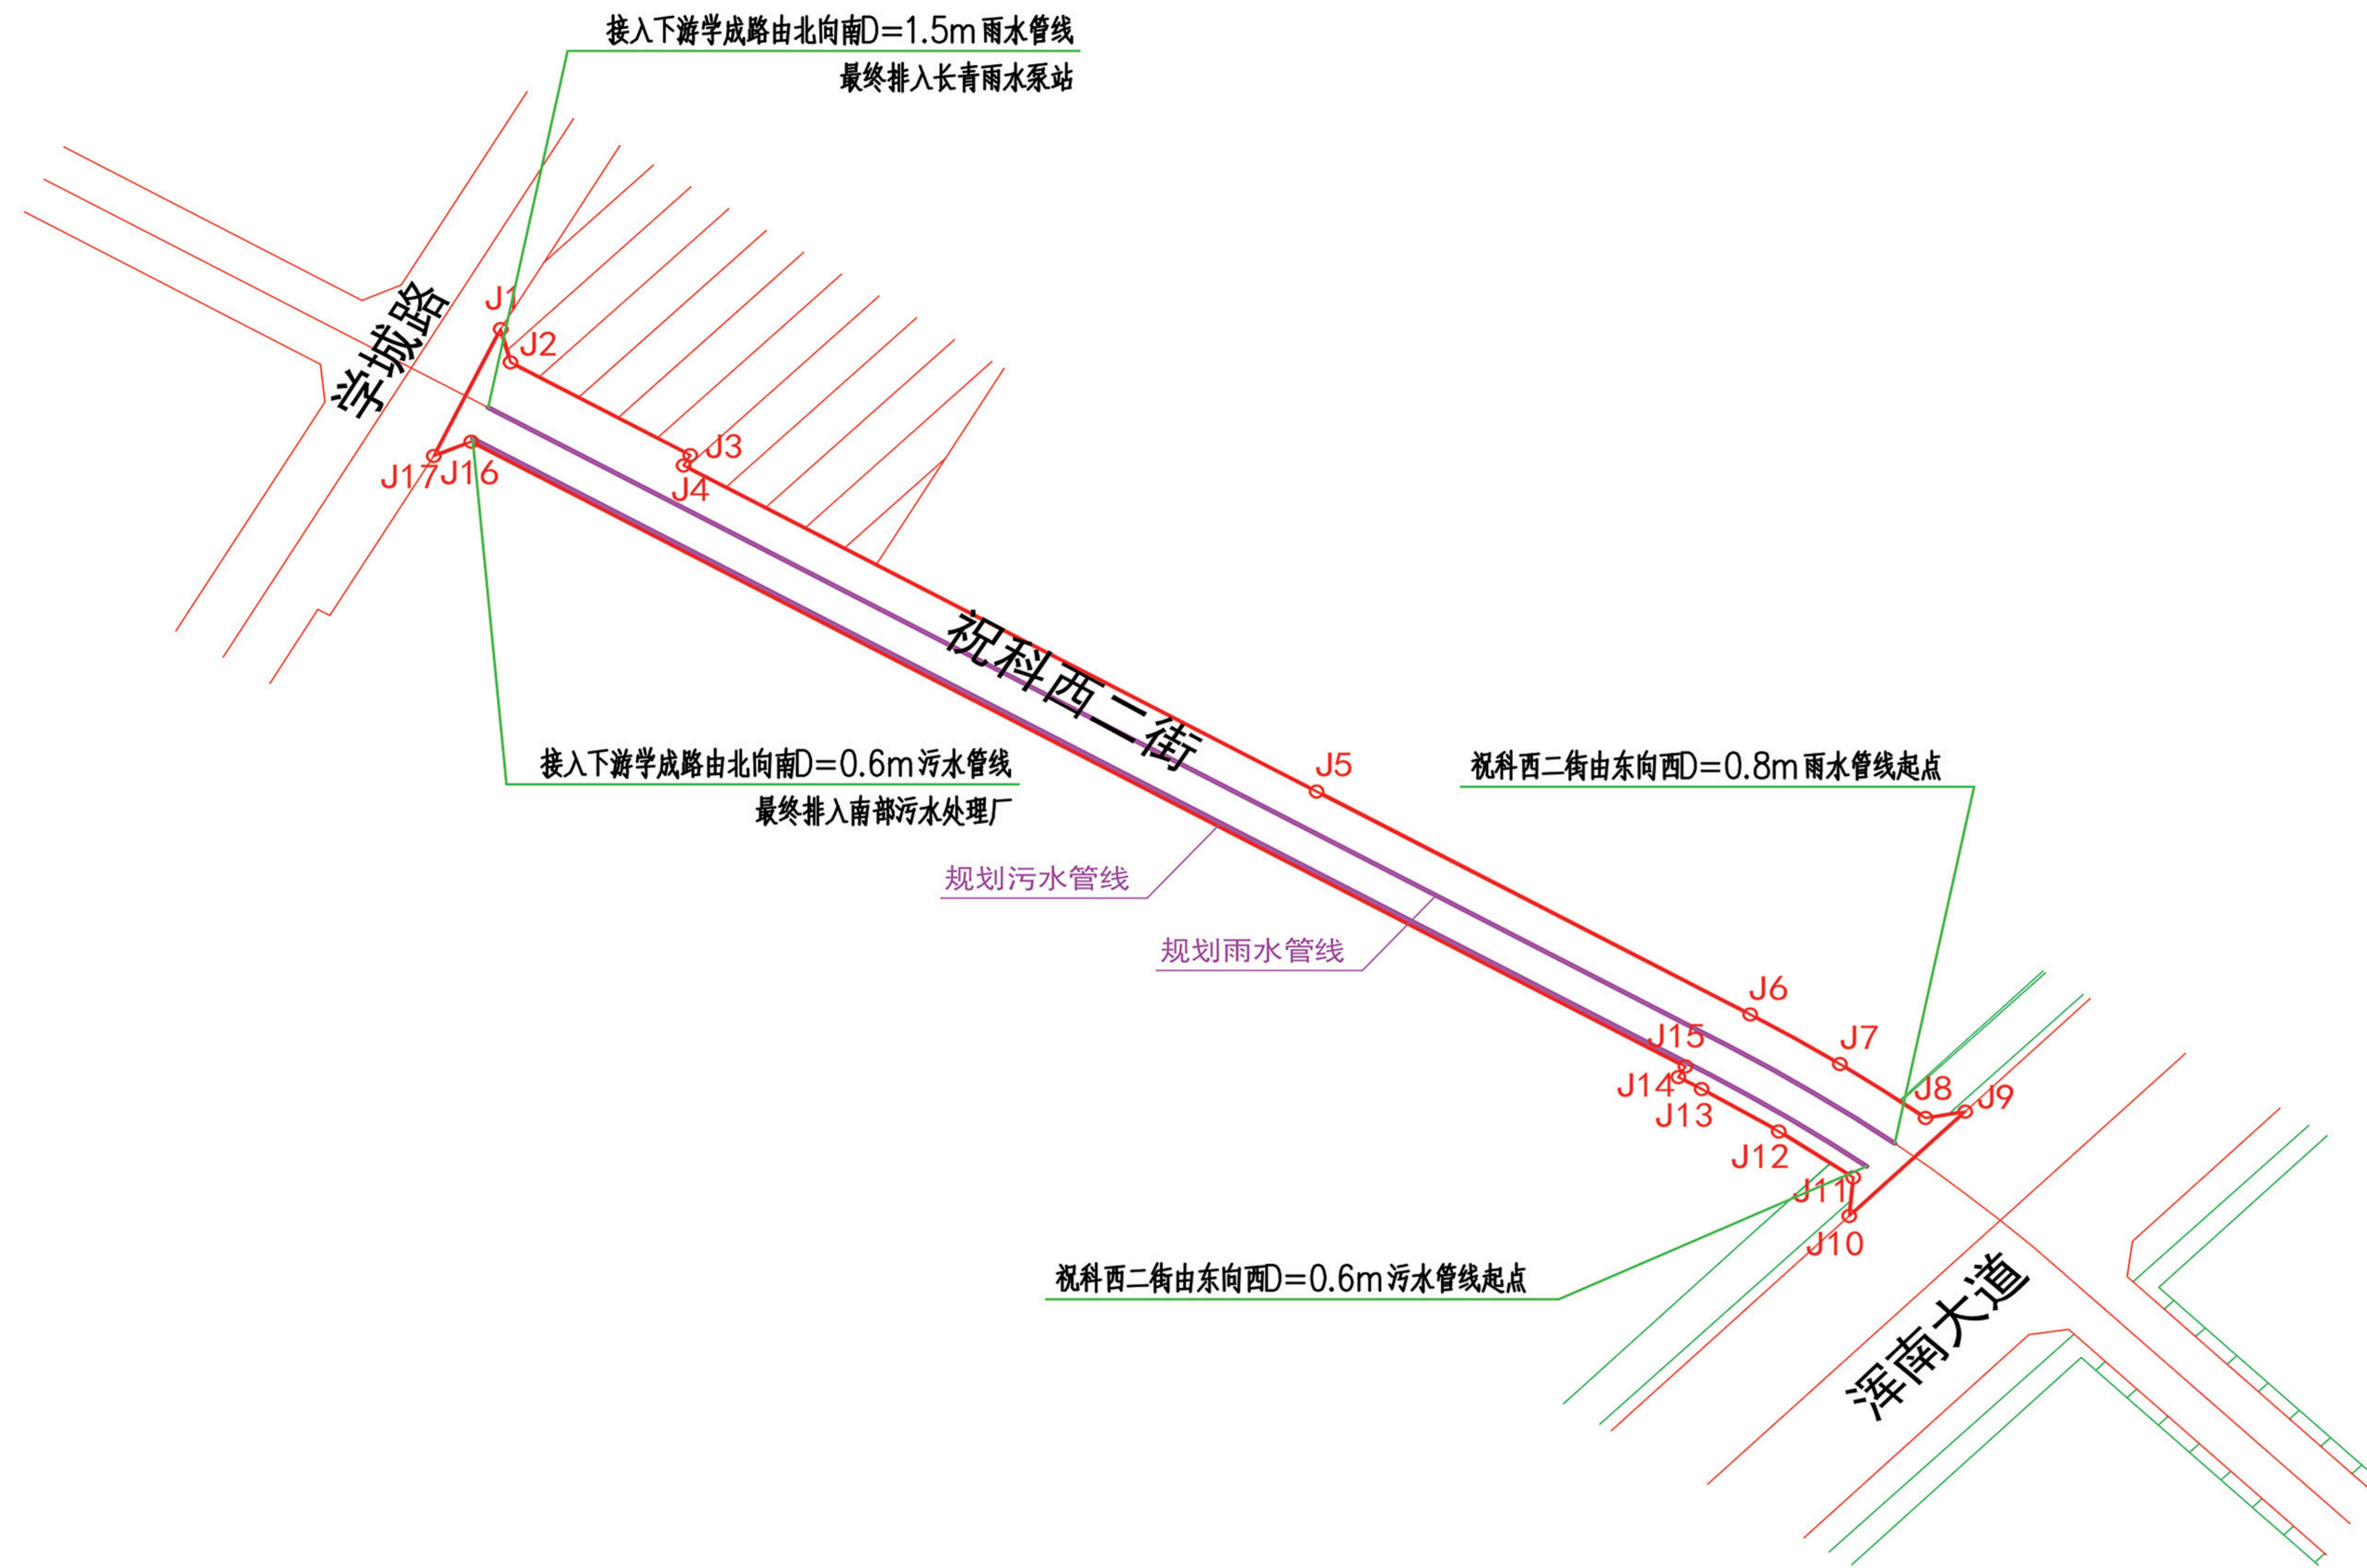 接入下游学成路由北向南D=1.5m雨水管线
最终排入长青雨水泵站
学城路
J1
J2
J3
J4
J17
J16
祝科西二街
接入下游学成路由北向南D=0.6m污水管线
最终排入南部污水处理厂
J5
祝科西二街由东向西D=0.8m雨水管线起点
规划污水管线
规划雨水管线
J6
J15
J7
J14
J8
J9
J13
J12
J11
J10
祝科西二街由东向西D=0.6m污水管线起点
浑南大道